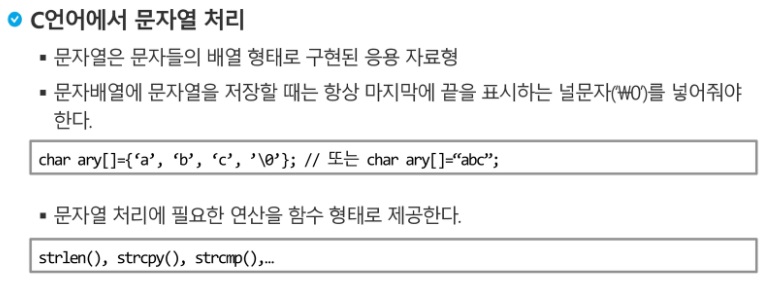 C언어에서 문자열 처리
▪ 문자열은 문자들의 배열 형태로 구현된 응용 자료형
▪ 문자배열에 문자열을 저장할 때는 항상 마지막에 끝을 표시하는 널문자('₩0')를 넣어줘야
한다.
char ary[]={‘a’, ‘b’, ‘c’, ’\0’}; // 또는 char ary[]=“abc”;
▪ 문자열 처리에 필요한 연산을 함수 형태로 제공한다.
strlen(), strcpy(), strcmp(),…